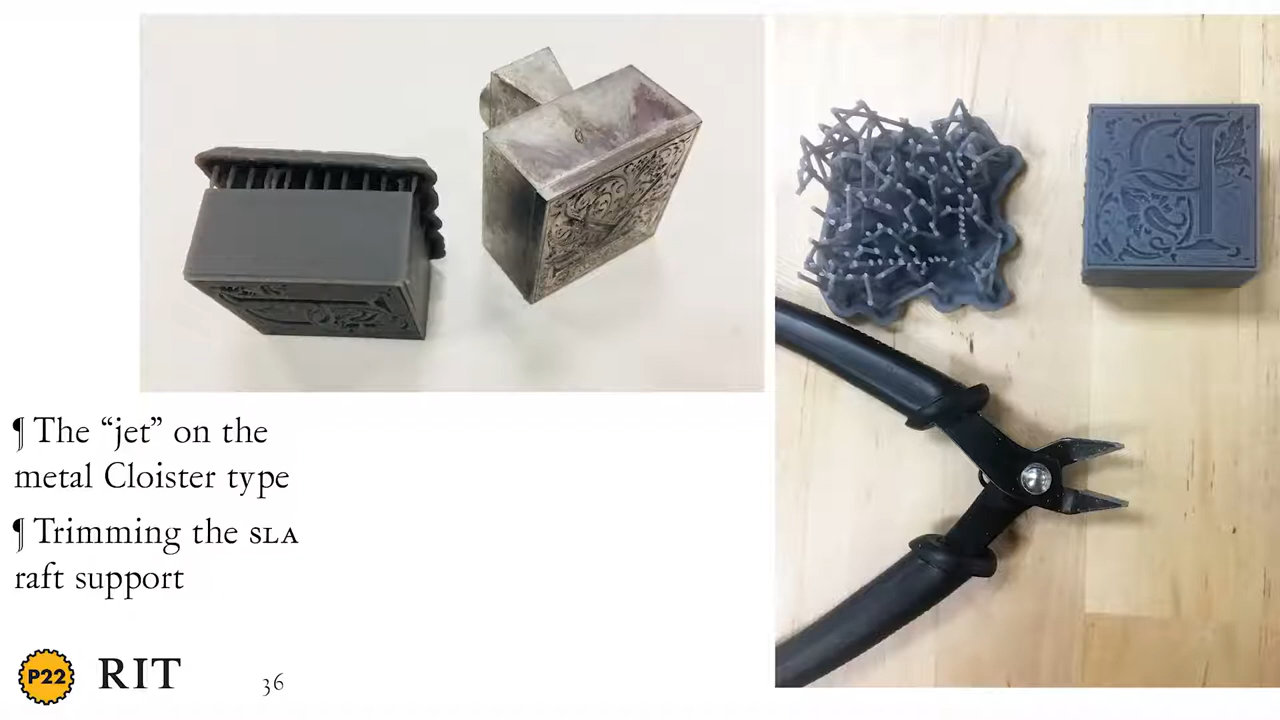 ¶ The “jet” on the
metal Cloister type
¶ Trimming the SLA
raft support
P22
RIT
36